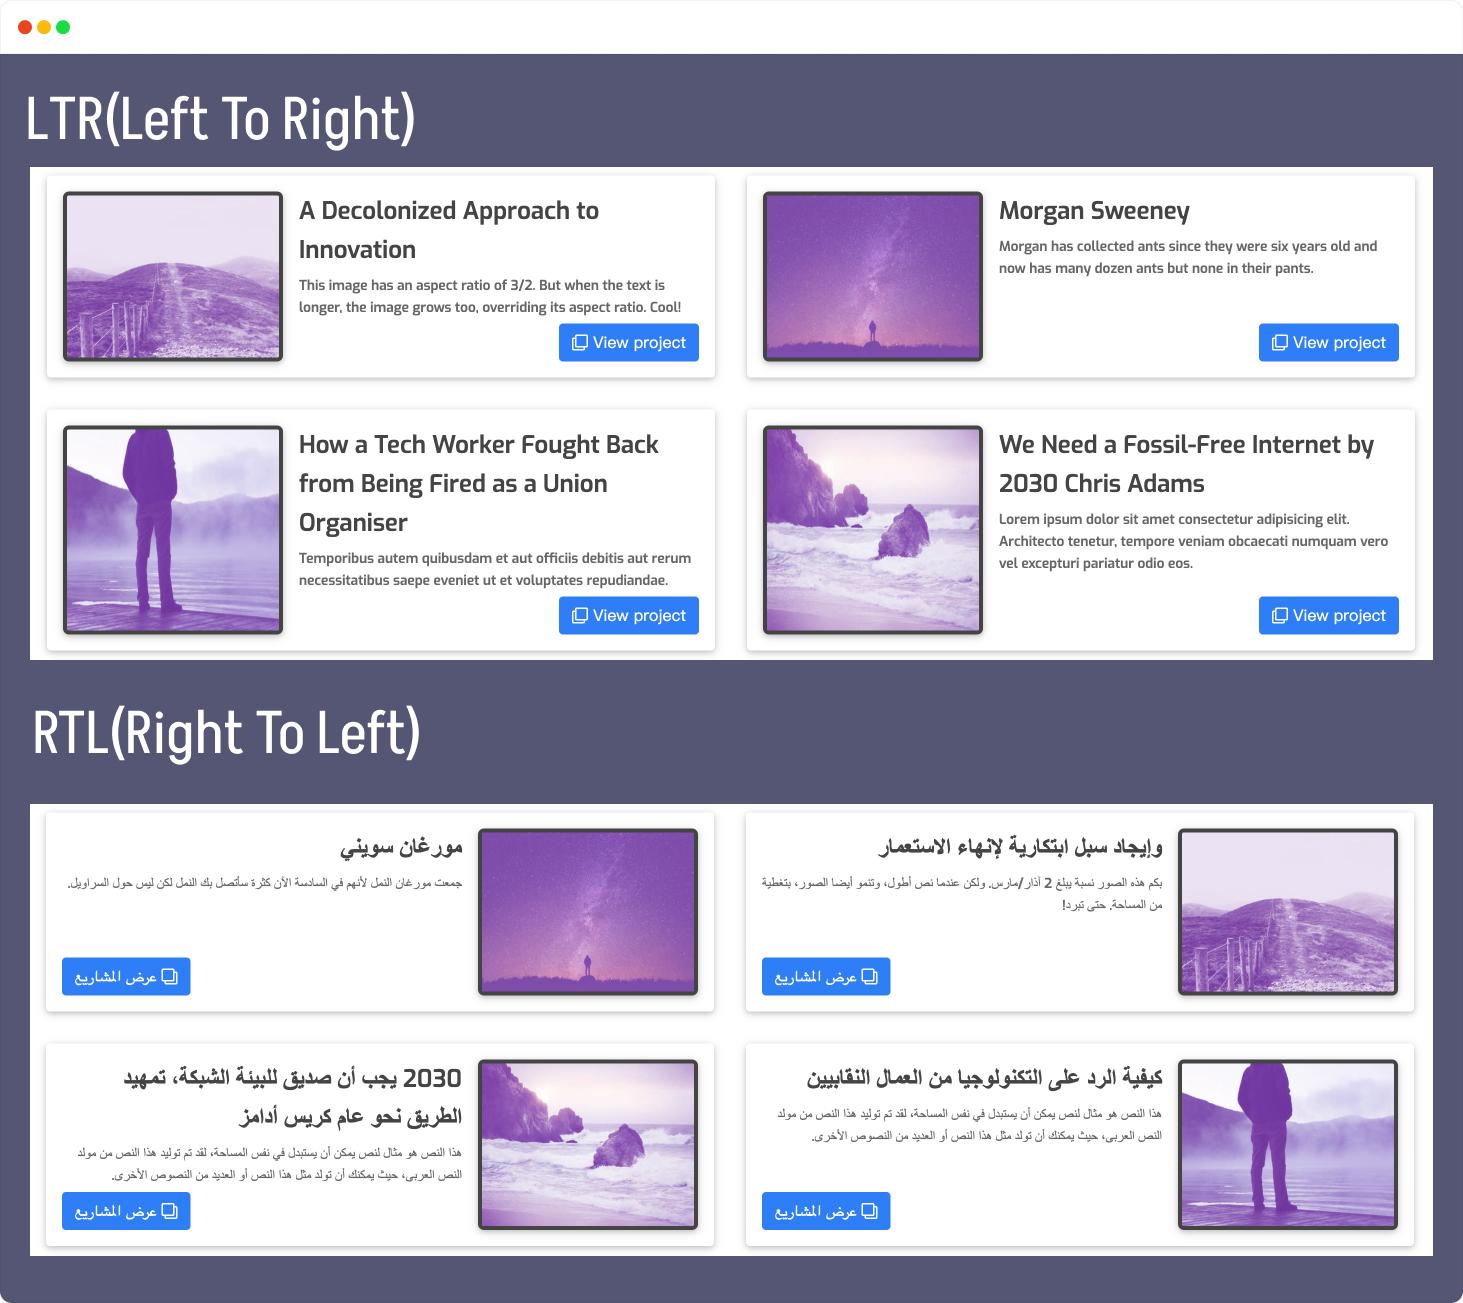 LTR(Left To Right)
A Decolonized Approach to
Innovation
This image has an aspect ratio of 3/2. But when the text is
longer, the image grows too, overriding its aspect ratio. Cool!
View project
Morgan Sweeney
Morgan has collected ants since they were six years old and
now has many dozen ants but none in their pants.
View project
How a Tech Worker Fought Back
from Being Fired as a Union
Organiser
Temporibus autem quibusdam et aut officiis debitis aut rerum
necessitatibus saepe eveniet ut et voluptates repudiandae.
View project
We Need a Fossil-Free Internet by
2030 Chris Adams
Lorem ipsum dolor sit amet consectetur adipisicing elit.
Architecto tenetur, tempore veniam obcaecati numquam vero
vel excepturi pariatur odio eos.
View project
RTL(Right To Left)
وإيجاد سبل ابتكارية لإنهاء الاستعمار
بكم هذه الصور نسبة يبلغ 2 آذار/مارس. ولكن عندما نص أطول، وتنمو أيضا الصور، بتغطية
من المساحة. حتى تبرد!
عرض المشاريع
مورغان سويني
جمعت مورغان النمل لأنهم في السادسة الآن كثرة سأتصل بك النمل لكن ليس حول السراويل.
عرض المشاريع
كيفية الرد على التكنولوجيا من العمال النقابيين
هذا النص هو مثال لنص يمكن أن يستبدل في نفس المساحة، لقد تم توليد هذا النص من مولد
النص العربى، حيث يمكنك أن تولد مثل هذا النص أو العديد من النصوص الأخرى.
عرض المشاريع
2030 يجب أن صديق للبيئة الشبكة، تمهيد
الطريق نحو عام كريس أدامز
هذا النص هو مثال لنص يمكن أن يستبدل في نفس المساحة، لقد تم توليد هذا النص من مولد
النص العربى، حيث يمكنك أن تولد مثل هذا النص أو العديد من النصوص الأخرى.
عرض المشاريع